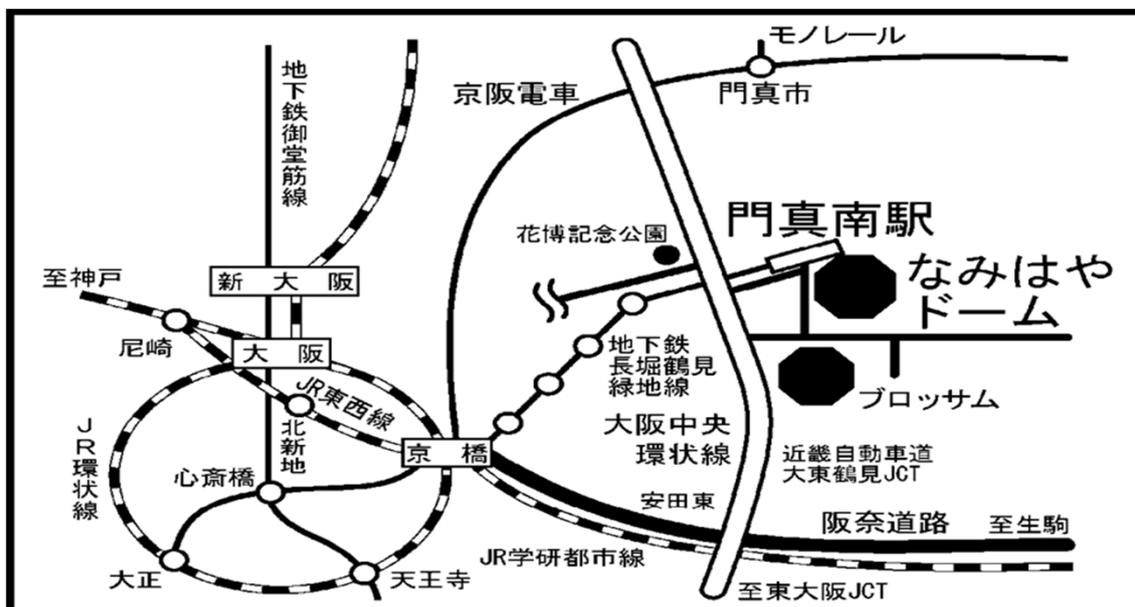 モノレール
門真市
京阪電車
地下鉄御堂筋線
門真南駅
花博記念公園
なみはや
ドーム
至神戸
新大阪
尼崎
大阪
地下鉄
長堀鶴見
緑地線
ブロッサム
JR東西線
北新地
大阪中央
環状線
JR環状線
京橋
近畿自動車道
大東鶴見JCT
心斎橋
安田東
阪奈道路
至生駒
JR学研都市線
大正
天王寺
至東大阪JCT